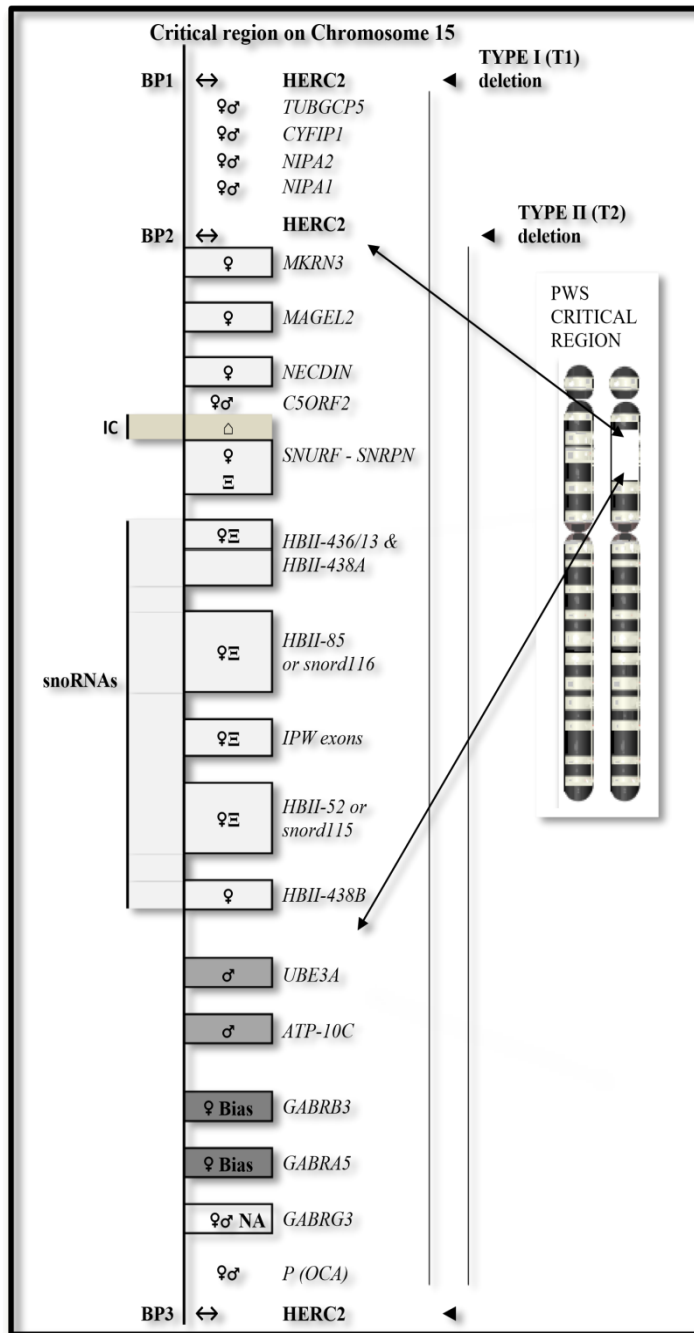 Critical region on Chromosome 15
BP1 ↔ HERC2 ◄ TYPE I (T1)
deletion
♀♂ TUBGCP5
♀♂ CYFIP1
♀♂ NIPA2
♀♂ NIPA1
BP2 ↔ HERC2 ◄ TYPE II (T2)
deletion
♀ MKRN3
PWS
CRITICAL
REGION
♀ MAGEL2
♀ NECDIN
♀♂ C5ORF2
IC ⌂
♀ SNURF - SNRPN
Ξ
snoRNAs
♀Ξ HBII-436/13 &
HBII-438A
♀Ξ HBII-85
or snord116
♀Ξ IPW exons
♀Ξ HBII-52 or
snord115
♀ HBII-438B
♂ UBE3A
♂ ATP-10C
♀ Bias GABRB3
♀ Bias GABRA5
♀♂ NA GABRG3
♀♂ P (OCA)
BP3 ↔ HERC2 ◄